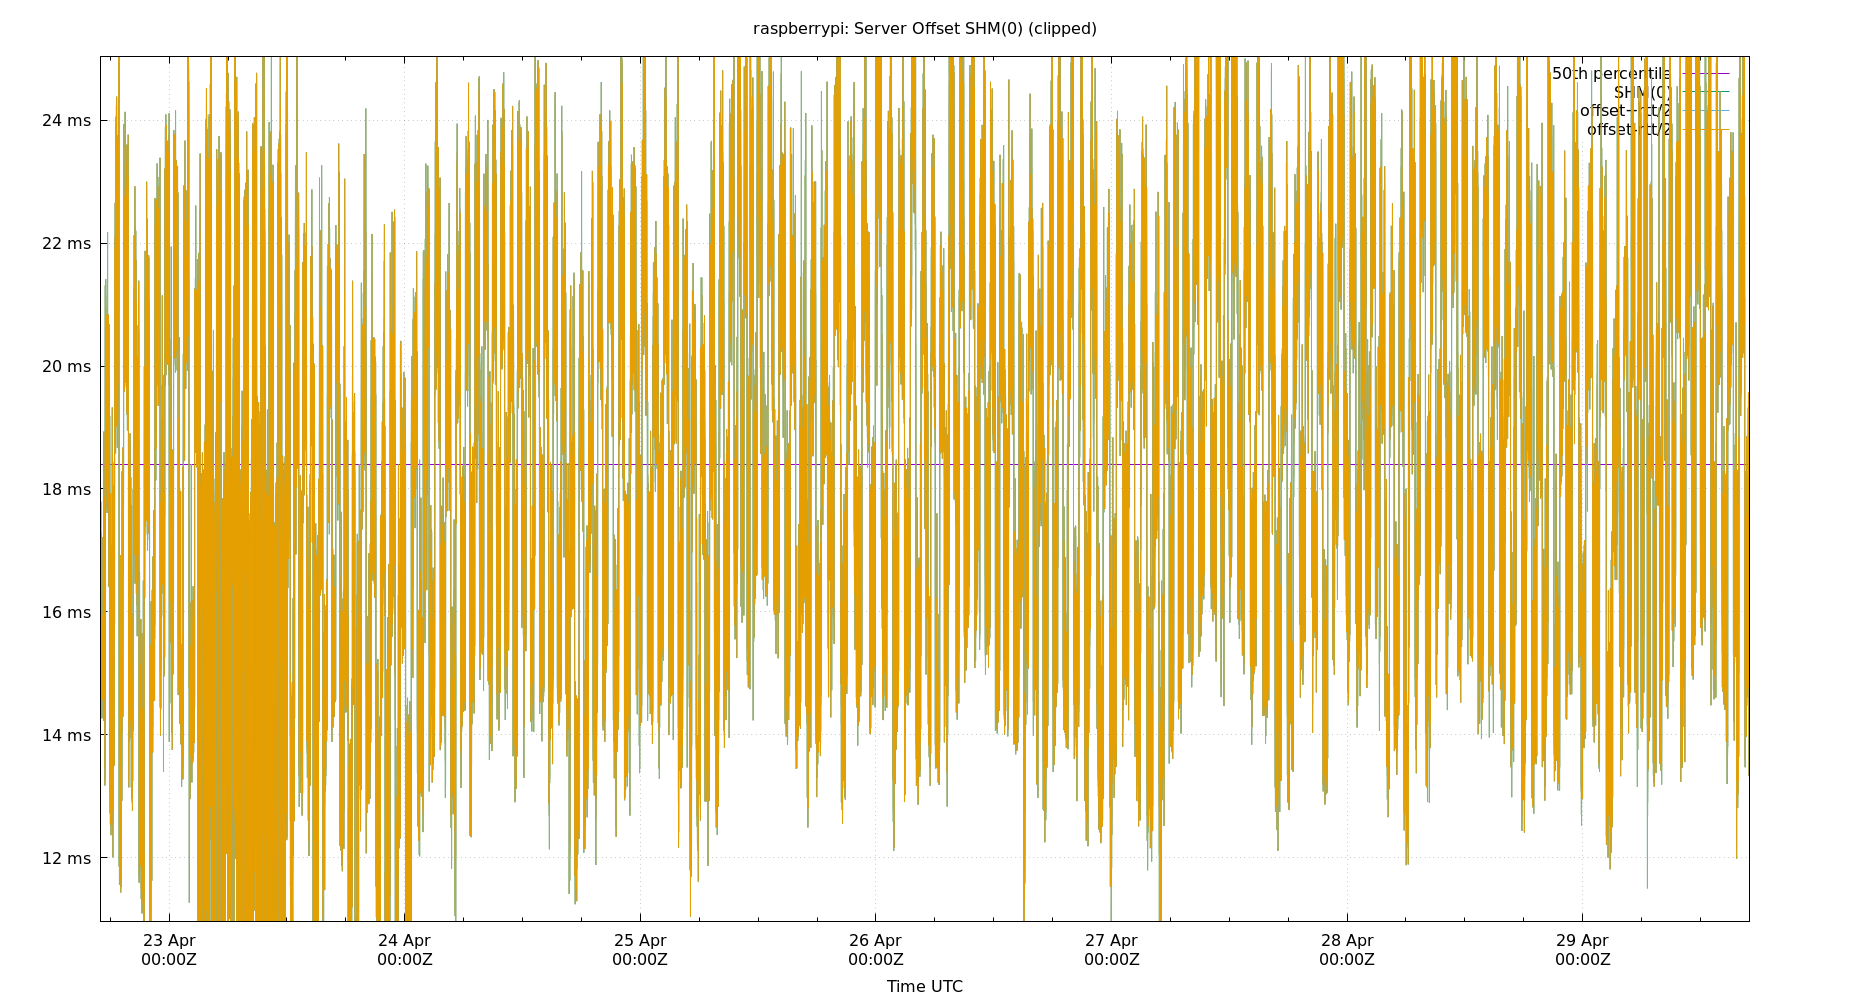 raspberrypi: Server Offset SHM(0) (clipped)
50th percentile
SHM(0)
offset+rtt/2
offset-rtt/2
24 ms
22 ms
20 ms
18 ms
16 ms
14 ms
12 ms
23 Apr 24 Apr 25 Apr 26 Apr 27 Apr 28 Apr 29 Apr
00:00Z 00:00Z 00:00Z 00:00Z 00:00Z 00:00Z 00:00Z
Time UTC